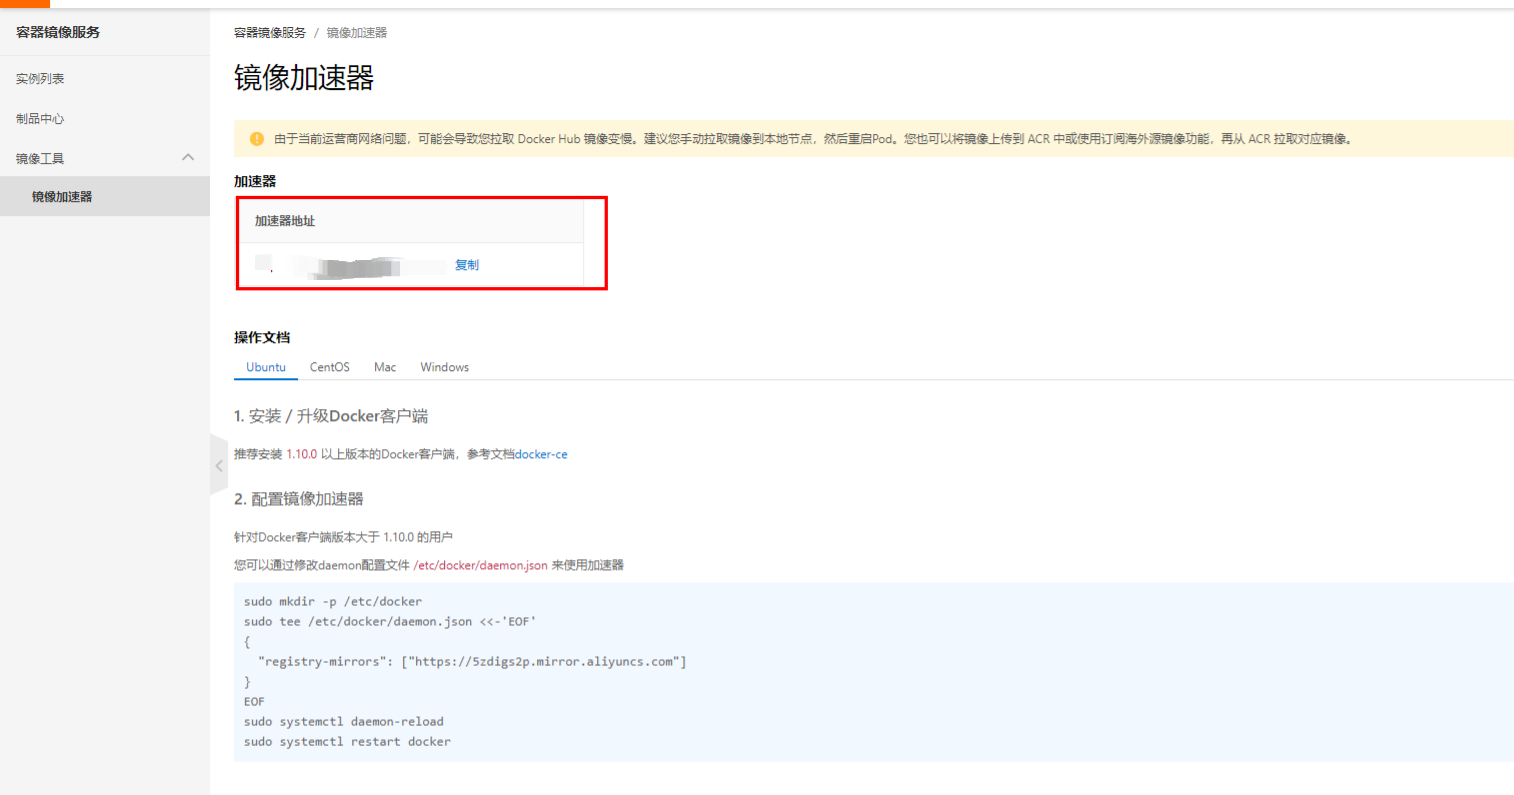 容器镜像服务
实例列表
制品中心
镜像工具
镜像加速器
容器镜像服务 / 镜像加速器
镜像加速器
由于当前运营商网络问题，可能会导致您拉取 Docker Hub 镜像变慢。建议您手动拉取镜像到本地节点，然后重启Pod。您也可以将镜像上传到 ACR 中或使用订阅海外源镜像功能，再从 ACR 拉取对应镜像。
加速器
加速器地址
复制
操作文档
Ubuntu CentOS Mac Windows
1. 安装 / 升级Docker客户端
推荐安装 1.10.0 以上版本的Docker客户端，参考文档docker-ce
2. 配置镜像加速器
针对Docker客户端版本大于 1.10.0 的用户
您可以通过修改daemon配置文件 /etc/docker/daemon.json 来使用加速器
sudo mkdir -p /etc/docker
sudo tee /etc/docker/daemon.json <<-'EOF'
{
  "registry-mirrors": ["https://5zdigs2p.mirror.aliyuncs.com"]
}
EOF
sudo systemctl daemon-reload
sudo systemctl restart docker